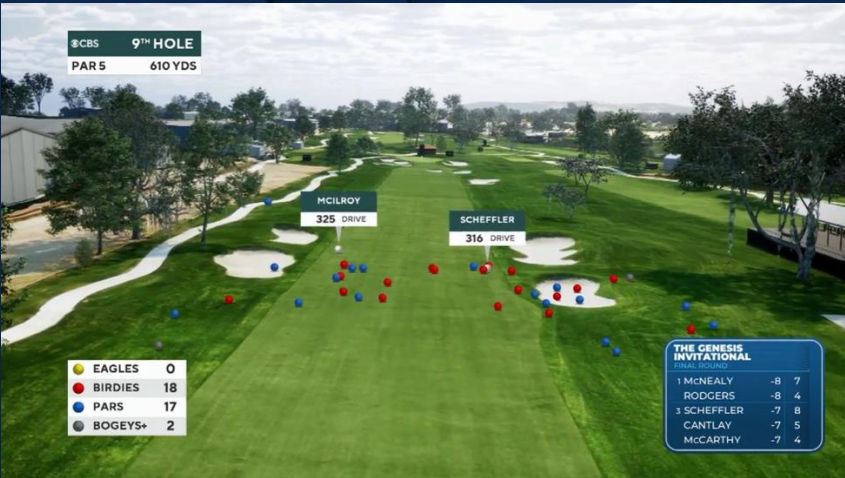 CBS 9TH HOLE
PAR 5 610 YDS
MCILROY
325 DRIVE
SCHEFFLER
316 DRIVE
EAGLES 0
BIRDIES 18
PARS 17
BOGEYS+ 2
THE GENESIS
INVITATIONAL
FINAL ROUND
1 McNEALY -8 7
RODGERS -8 4
3 SCHEFFLER -7 8
CANTLAY -7 5
McCARTHY -7 4